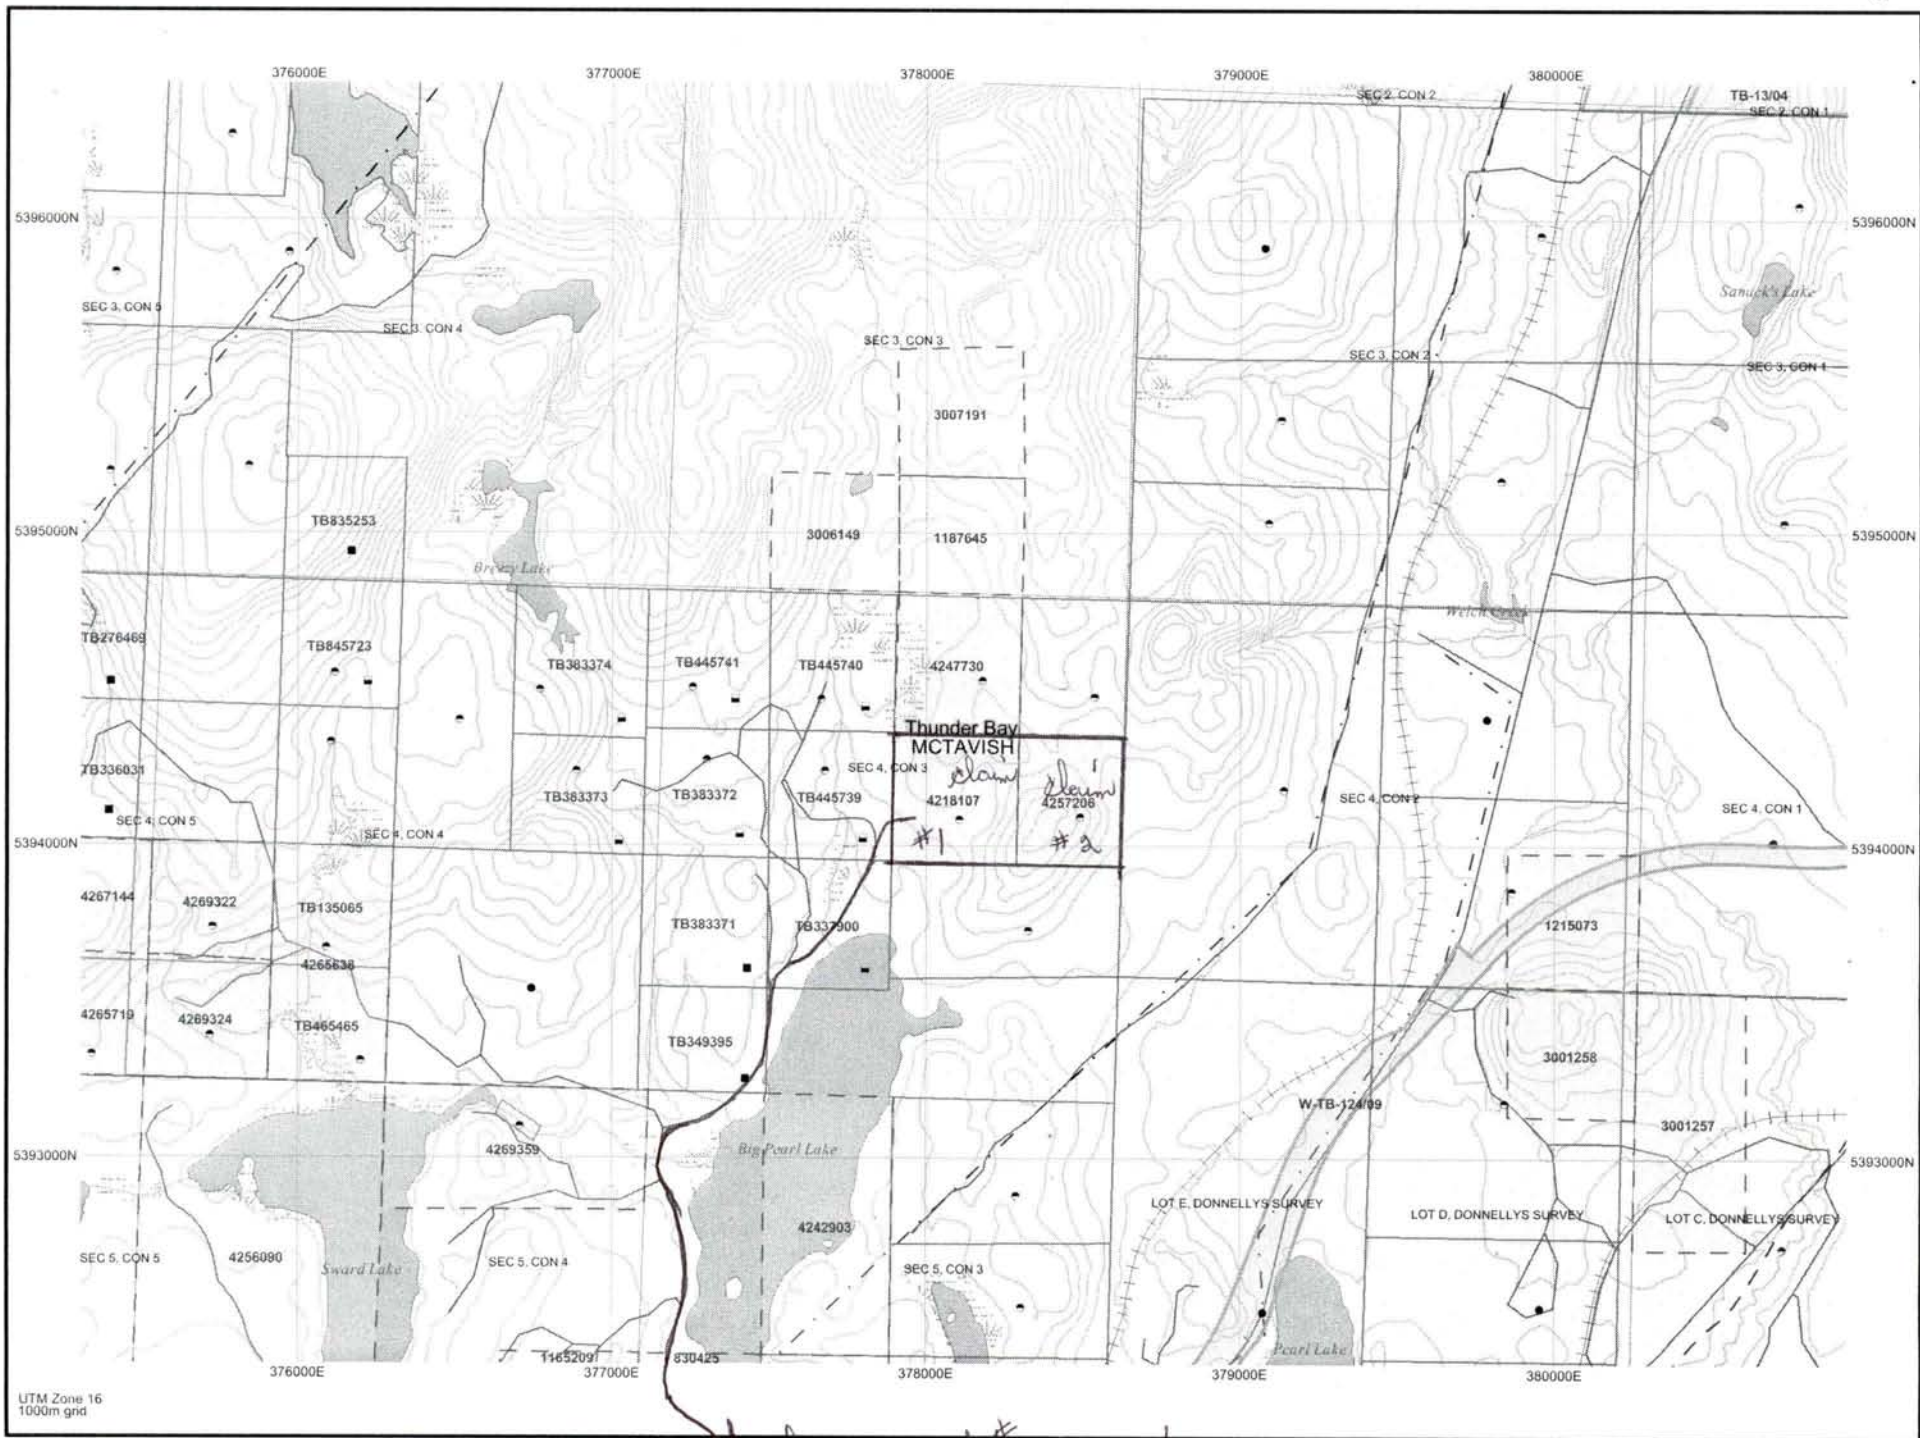 376000E 377000E 378000E 379000E 380000E
SEC 2, CON 2
TB-13/04
SEC 2, CON 1
5396000N 5396000N
Sanuck's Lake
SEC 3, CON 5
SEC 3, CON 4
SEC 3, CON 3
SEC 3, CON 2
SEC 3, CON 1
3007191
TB835253
5395000N 3006149 1187645 5395000N
Breezy Lake
Welch Creek
TB276469
TB845723
TB383374 TB445741 TB445740 4247730
Thunder Bay
MCTAVISH
TB336031
SEC 4, CON 3
claim
claim
TB383373 TB383372 TB445739 4218107 4257206
SEC 4, CON 2
SEC 4, CON 1
SEC 4, CON 5
SEC 4, CON 4
5394000N #1 #2 5394000N
4267144 4269322 TB135065
TB383371 TB337900 1215073
4265636
4265719 4269324 TB465465
TB349395
3001258
W-TB-124/09
3001257
4269359
Big Pearl Lake
5393000N 5393000N
LOT E, DONNELLYS SURVEY
LOT D, DONNELLYS SURVEY
LOT C, DONNELLYS SURVEY
4242903
SEC 5, CON 5
4256090
Sward Lake
SEC 5, CON 4
SEC 5, CON 3
Pearl Lake
1165209 830425
376000E 377000E 378000E 379000E 380000E
UTM Zone 16
1000m grid